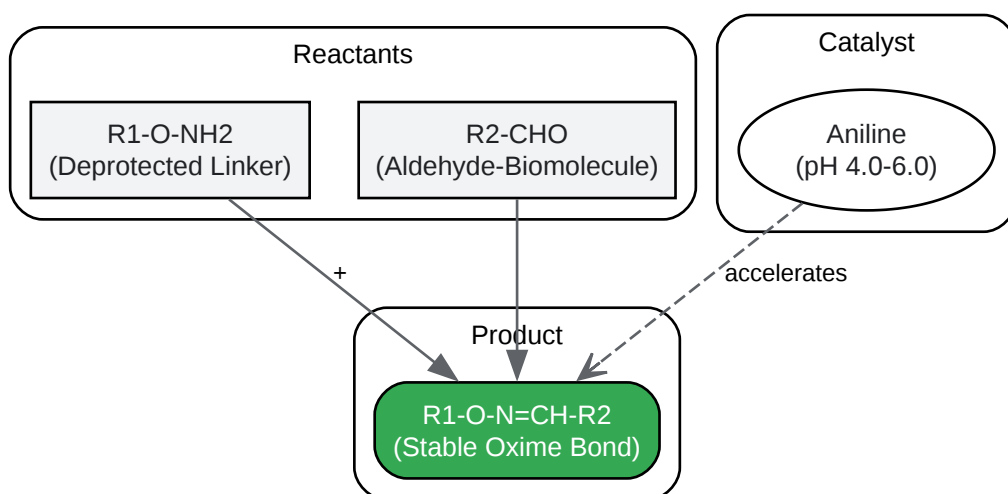 Reactants
R1-O-NH2
(Deprotected Linker)
R2-CHO
(Aldehyde-Biomolecule)
Catalyst
Aniline
(pH 4.0-6.0)
+
accelerates
Product
R1-O-N=CH-R2
(Stable Oxime Bond)